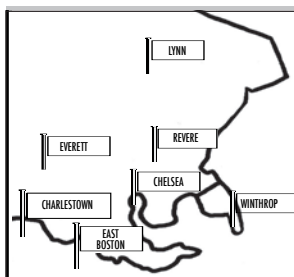 LYNN
REVERE
EVERETT
CHELSEA
CHARLESTOWN
WINTHROP
EAST
BOSTON